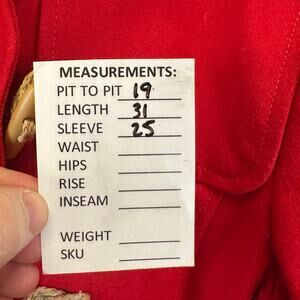 MEASUREMENTS:
PIT TO PIT 19
LENGTH 31
SLEEVE 25
WAIST
HIPS
RISE
INSEAM
WEIGHT
SKU